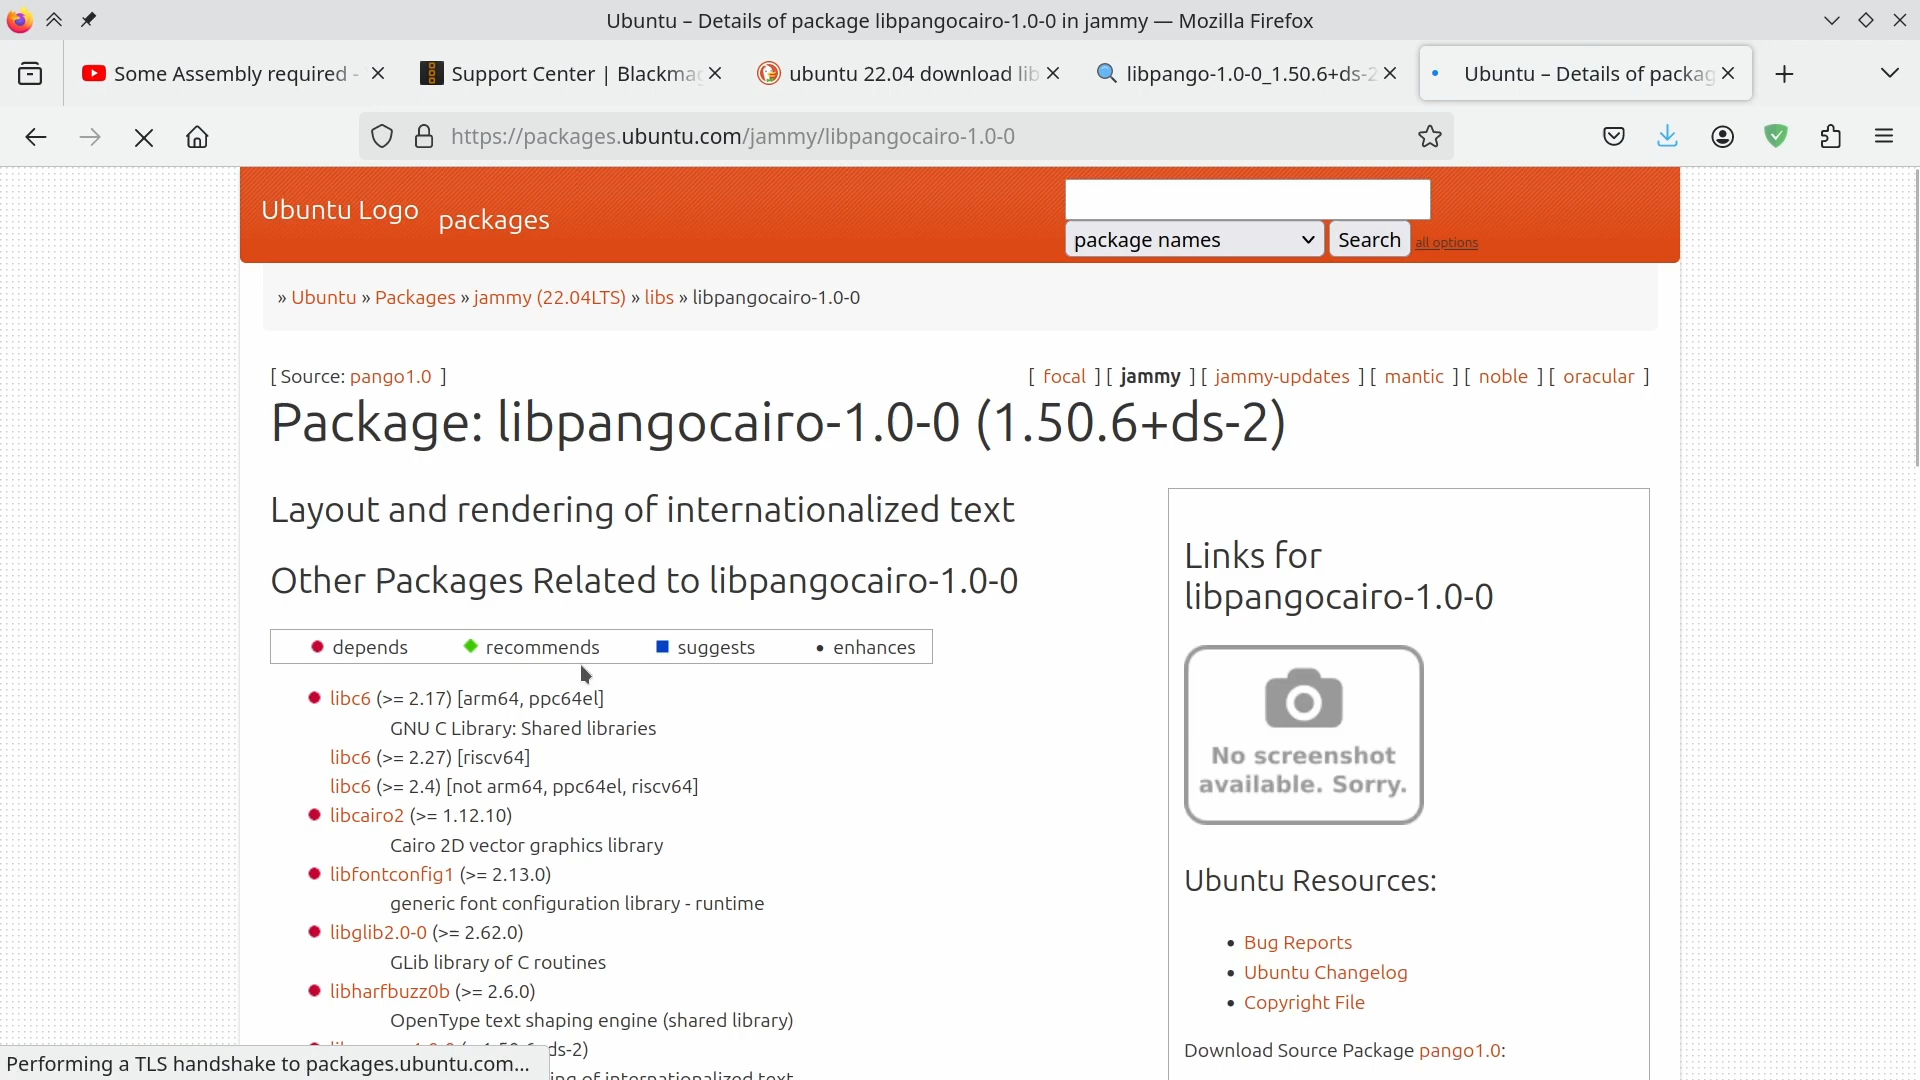 Ubuntu – Details of package libpangocairo-1.0-0 in jammy — Mozilla Firefox
Some Assembly required -
Support Center | Blackmag
ubuntu 22.04 download lib
libpango-1.0-0_1.50.6+ds-2
Ubuntu – Details of packag
https://packages.ubuntu.com/jammy/libpangocairo-1.0-0
Ubuntu Logo packages
package names Search all options
» Ubuntu » Packages » jammy (22.04LTS) » libs » libpangocairo-1.0-0
[ Source: pango1.0 ]
[ focal ] [ jammy ] [ jammy-updates ] [ mantic ] [ noble ] [ oracular ]
Package: libpangocairo-1.0-0 (1.50.6+ds-2)
Layout and rendering of internationalized text
Other Packages Related to libpangocairo-1.0-0
depends recommends suggests enhances
libc6 (>= 2.17) [arm64, ppc64el]
GNU C Library: Shared libraries
libc6 (>= 2.27) [riscv64]
libc6 (>= 2.4) [not arm64, ppc64el, riscv64]
libcairo2 (>= 1.12.10)
Cairo 2D vector graphics library
libfontconfig1 (>= 2.13.0)
generic font configuration library - runtime
libglib2.0-0 (>= 2.62.0)
GLib library of C routines
libharfbuzz0b (>= 2.6.0)
OpenType text shaping engine (shared library)
ds-2)
of internationalized text
Links for
libpangocairo-1.0-0
No screenshot
available. Sorry.
Ubuntu Resources:
Bug Reports
Ubuntu Changelog
Copyright File
Download Source Package pango1.0:
Performing a TLS handshake to packages.ubuntu.com...